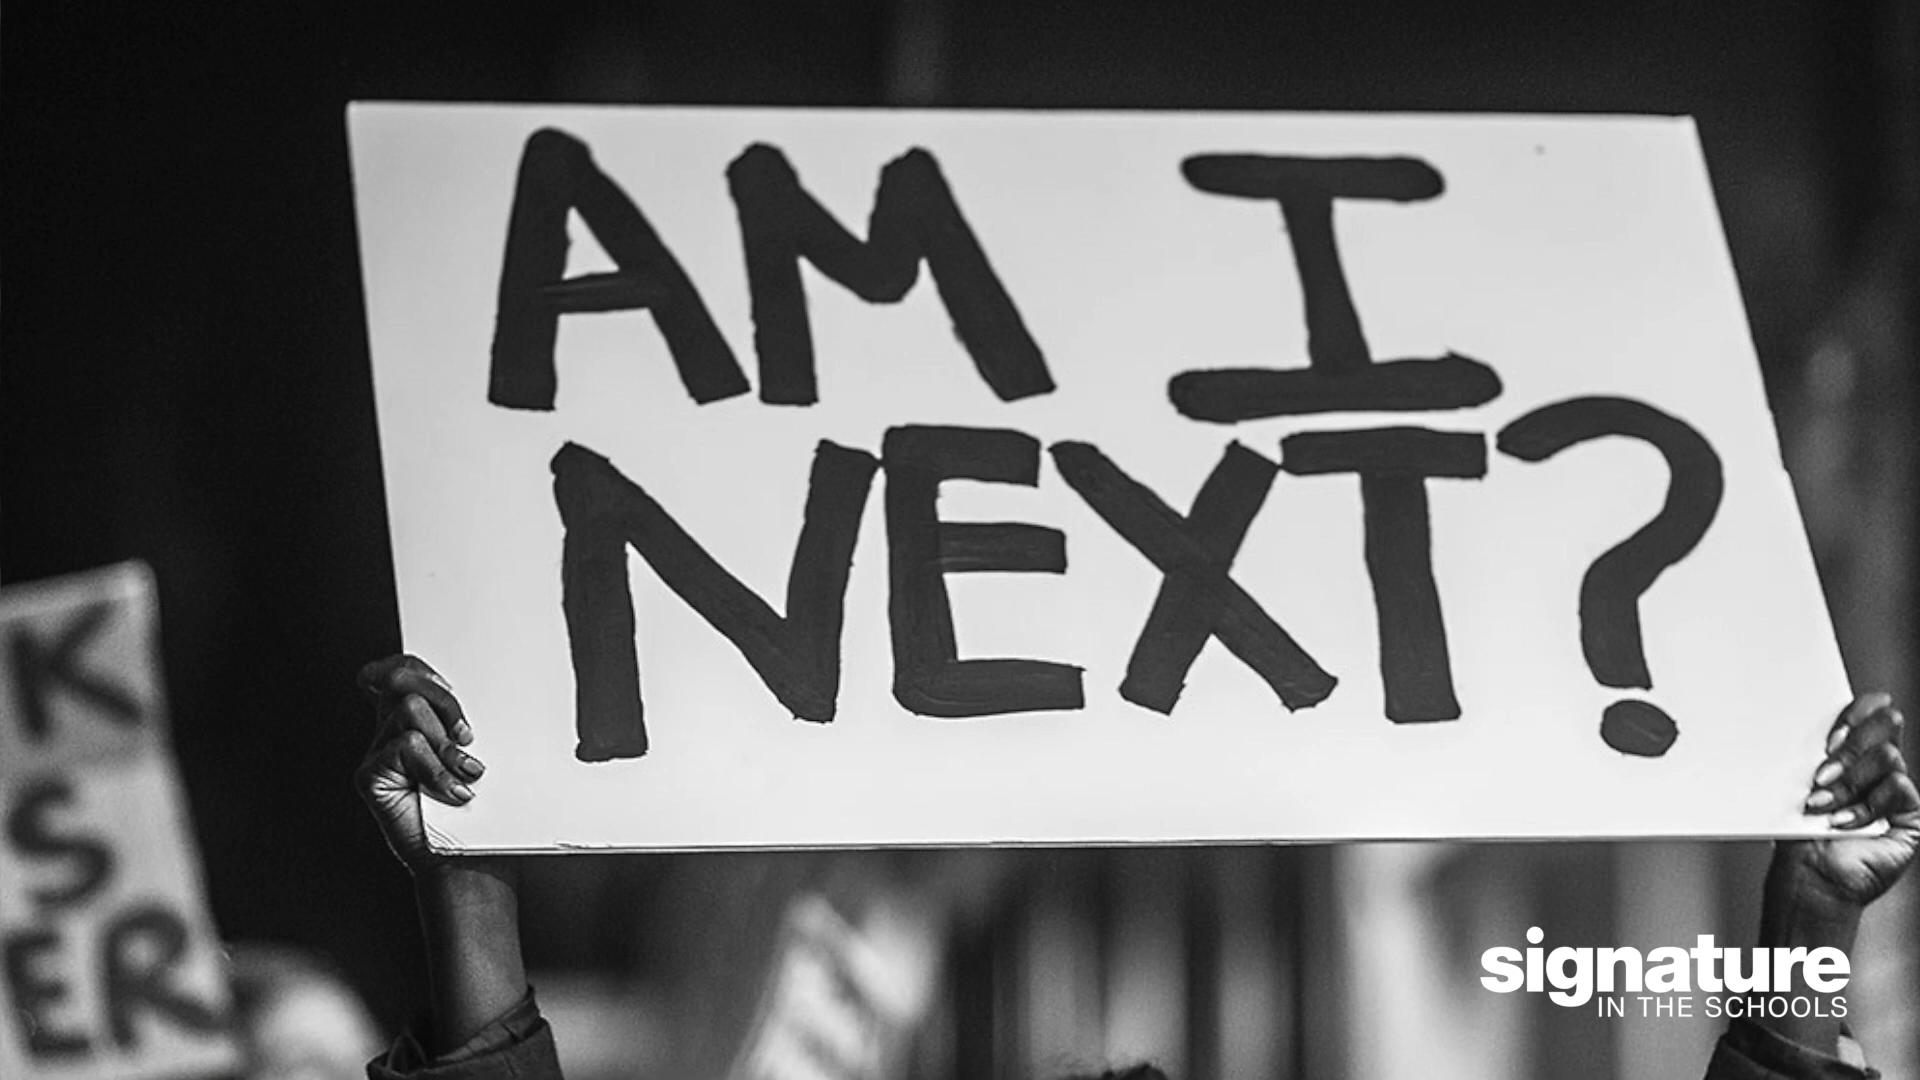 AM I
NEXT?
K
S
ER
signature
IN THE SCHOOLS